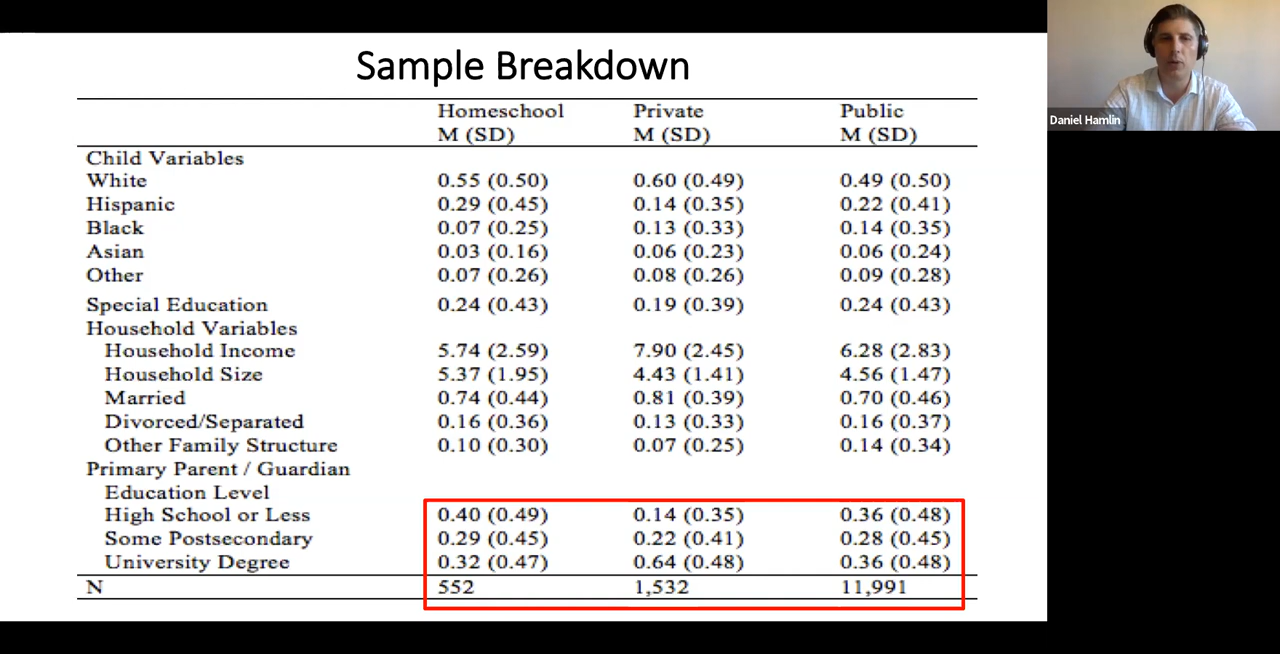 Sample Breakdown
Homeschool Private Public
M (SD) M (SD) M (SD)
Child Variables
White 0.55 (0.50) 0.60 (0.49) 0.49 (0.50)
Hispanic 0.29 (0.45) 0.14 (0.35) 0.22 (0.41)
Black 0.07 (0.25) 0.13 (0.33) 0.14 (0.35)
Asian 0.03 (0.16) 0.06 (0.23) 0.06 (0.24)
Other 0.07 (0.26) 0.08 (0.26) 0.09 (0.28)
Special Education 0.24 (0.43) 0.19 (0.39) 0.24 (0.43)
Household Variables
Household Income 5.74 (2.59) 7.90 (2.45) 6.28 (2.83)
Household Size 5.37 (1.95) 4.43 (1.41) 4.56 (1.47)
Married 0.74 (0.44) 0.81 (0.39) 0.70 (0.46)
Divorced/Separated 0.16 (0.36) 0.13 (0.33) 0.16 (0.37)
Other Family Structure 0.10 (0.30) 0.07 (0.25) 0.14 (0.34)
Primary Parent / Guardian
Education Level
High School or Less 0.40 (0.49) 0.14 (0.35) 0.36 (0.48)
Some Postsecondary 0.29 (0.45) 0.22 (0.41) 0.28 (0.45)
University Degree 0.32 (0.47) 0.64 (0.48) 0.36 (0.48)
N 552 1,532 11,991
Daniel Hamlin